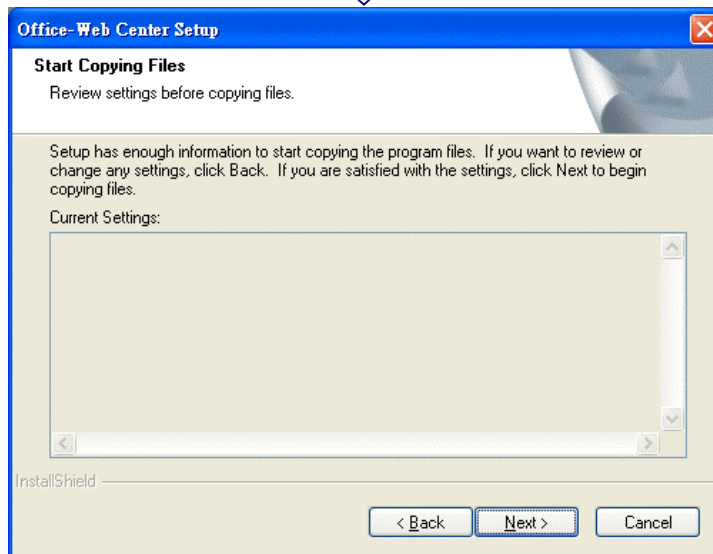 Office-Web Center Setup
Start Copying Files
Review settings before copying files.
Setup has enough information to start copying the program files. If you want to review or
change any settings, click Back. If you are satisfied with the settings, click Next to begin
copying files.
Current Settings:
InstallShield
< Back
Next >
Cancel